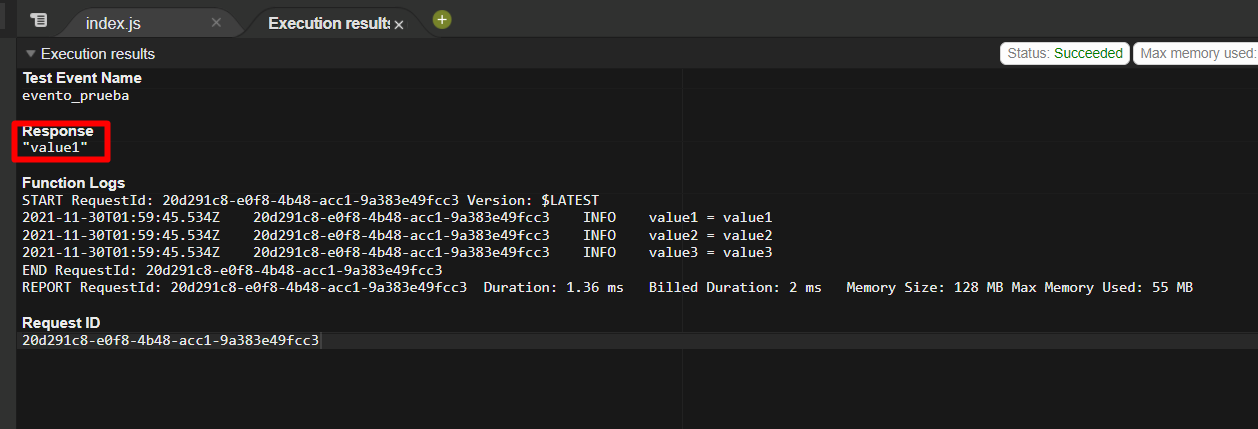 index.js
Execution results
Execution results Status: Succeeded Max memory used:
Test Event Name
evento_prueba
Response
"value1"
Function Logs
START RequestId: 20d291c8-e0f8-4b48-acc1-9a383e49fcc3 Version: $LATEST
2021-11-30T01:59:45.534Z 20d291c8-e0f8-4b48-acc1-9a383e49fcc3 INFO value1 = value1
2021-11-30T01:59:45.534Z 20d291c8-e0f8-4b48-acc1-9a383e49fcc3 INFO value2 = value2
2021-11-30T01:59:45.534Z 20d291c8-e0f8-4b48-acc1-9a383e49fcc3 INFO value3 = value3
END RequestId: 20d291c8-e0f8-4b48-acc1-9a383e49fcc3
REPORT RequestId: 20d291c8-e0f8-4b48-acc1-9a383e49fcc3 Duration: 1.36 ms Billed Duration: 2 ms Memory Size: 128 MB Max Memory Used: 55 MB
Request ID
20d291c8-e0f8-4b48-acc1-9a383e49fcc3